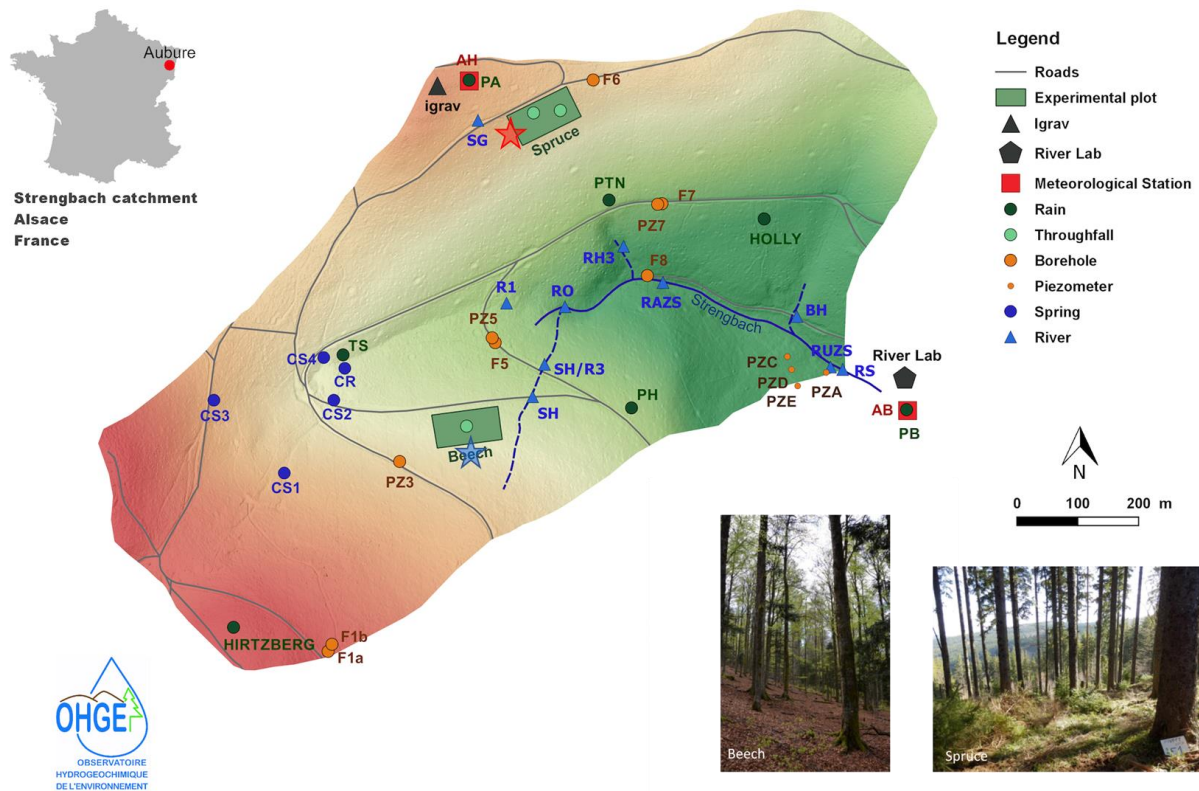 Aubure
Strengbach catchment
Alsace
France
AH
PA
igrav
SG
F6
Spruce
PTN
F7
PZ7
HOLLY
RH3
F8
RAZS
Strengbach
BH
R1
RO
PZ5
F5
TS
CS4
CR
CS2
CS3
CS1
SH/R3
SH
PH
Beech
PZ3
PZC
PZD
PZE
PZA
RUZS
RS
River Lab
AB
PB
HIRTZBERG
F1b
F1a
Legend
Roads
Experimental plot
Igrav
River Lab
Meteorological Station
Rain
Throughfall
Borehole
Piezometer
Spring
River
N
0 100 200 m
OHGE
OBSERVATOIRE
HYDROGEOCHIMIQUE
DE L'ENVIRONNEMENT
Beech
Spruce